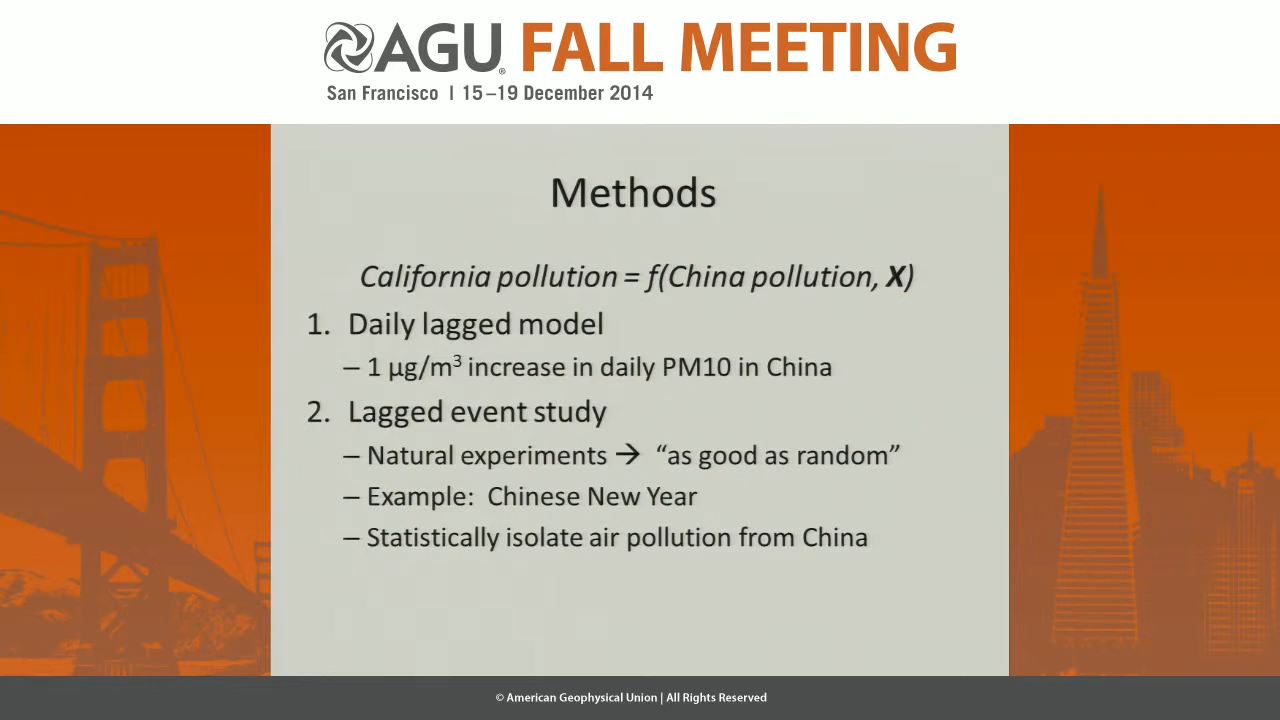 AGU® FALL MEETING
San Francisco | 15–19 December 2014
Methods
California pollution = f(China pollution, X)
1. Daily lagged model
– 1 µg/m³ increase in daily PM10 in China
2. Lagged event study
– Natural experiments → “as good as random”
– Example: Chinese New Year
– Statistically isolate air pollution from China
© American Geophysical Union | All Rights Reserved